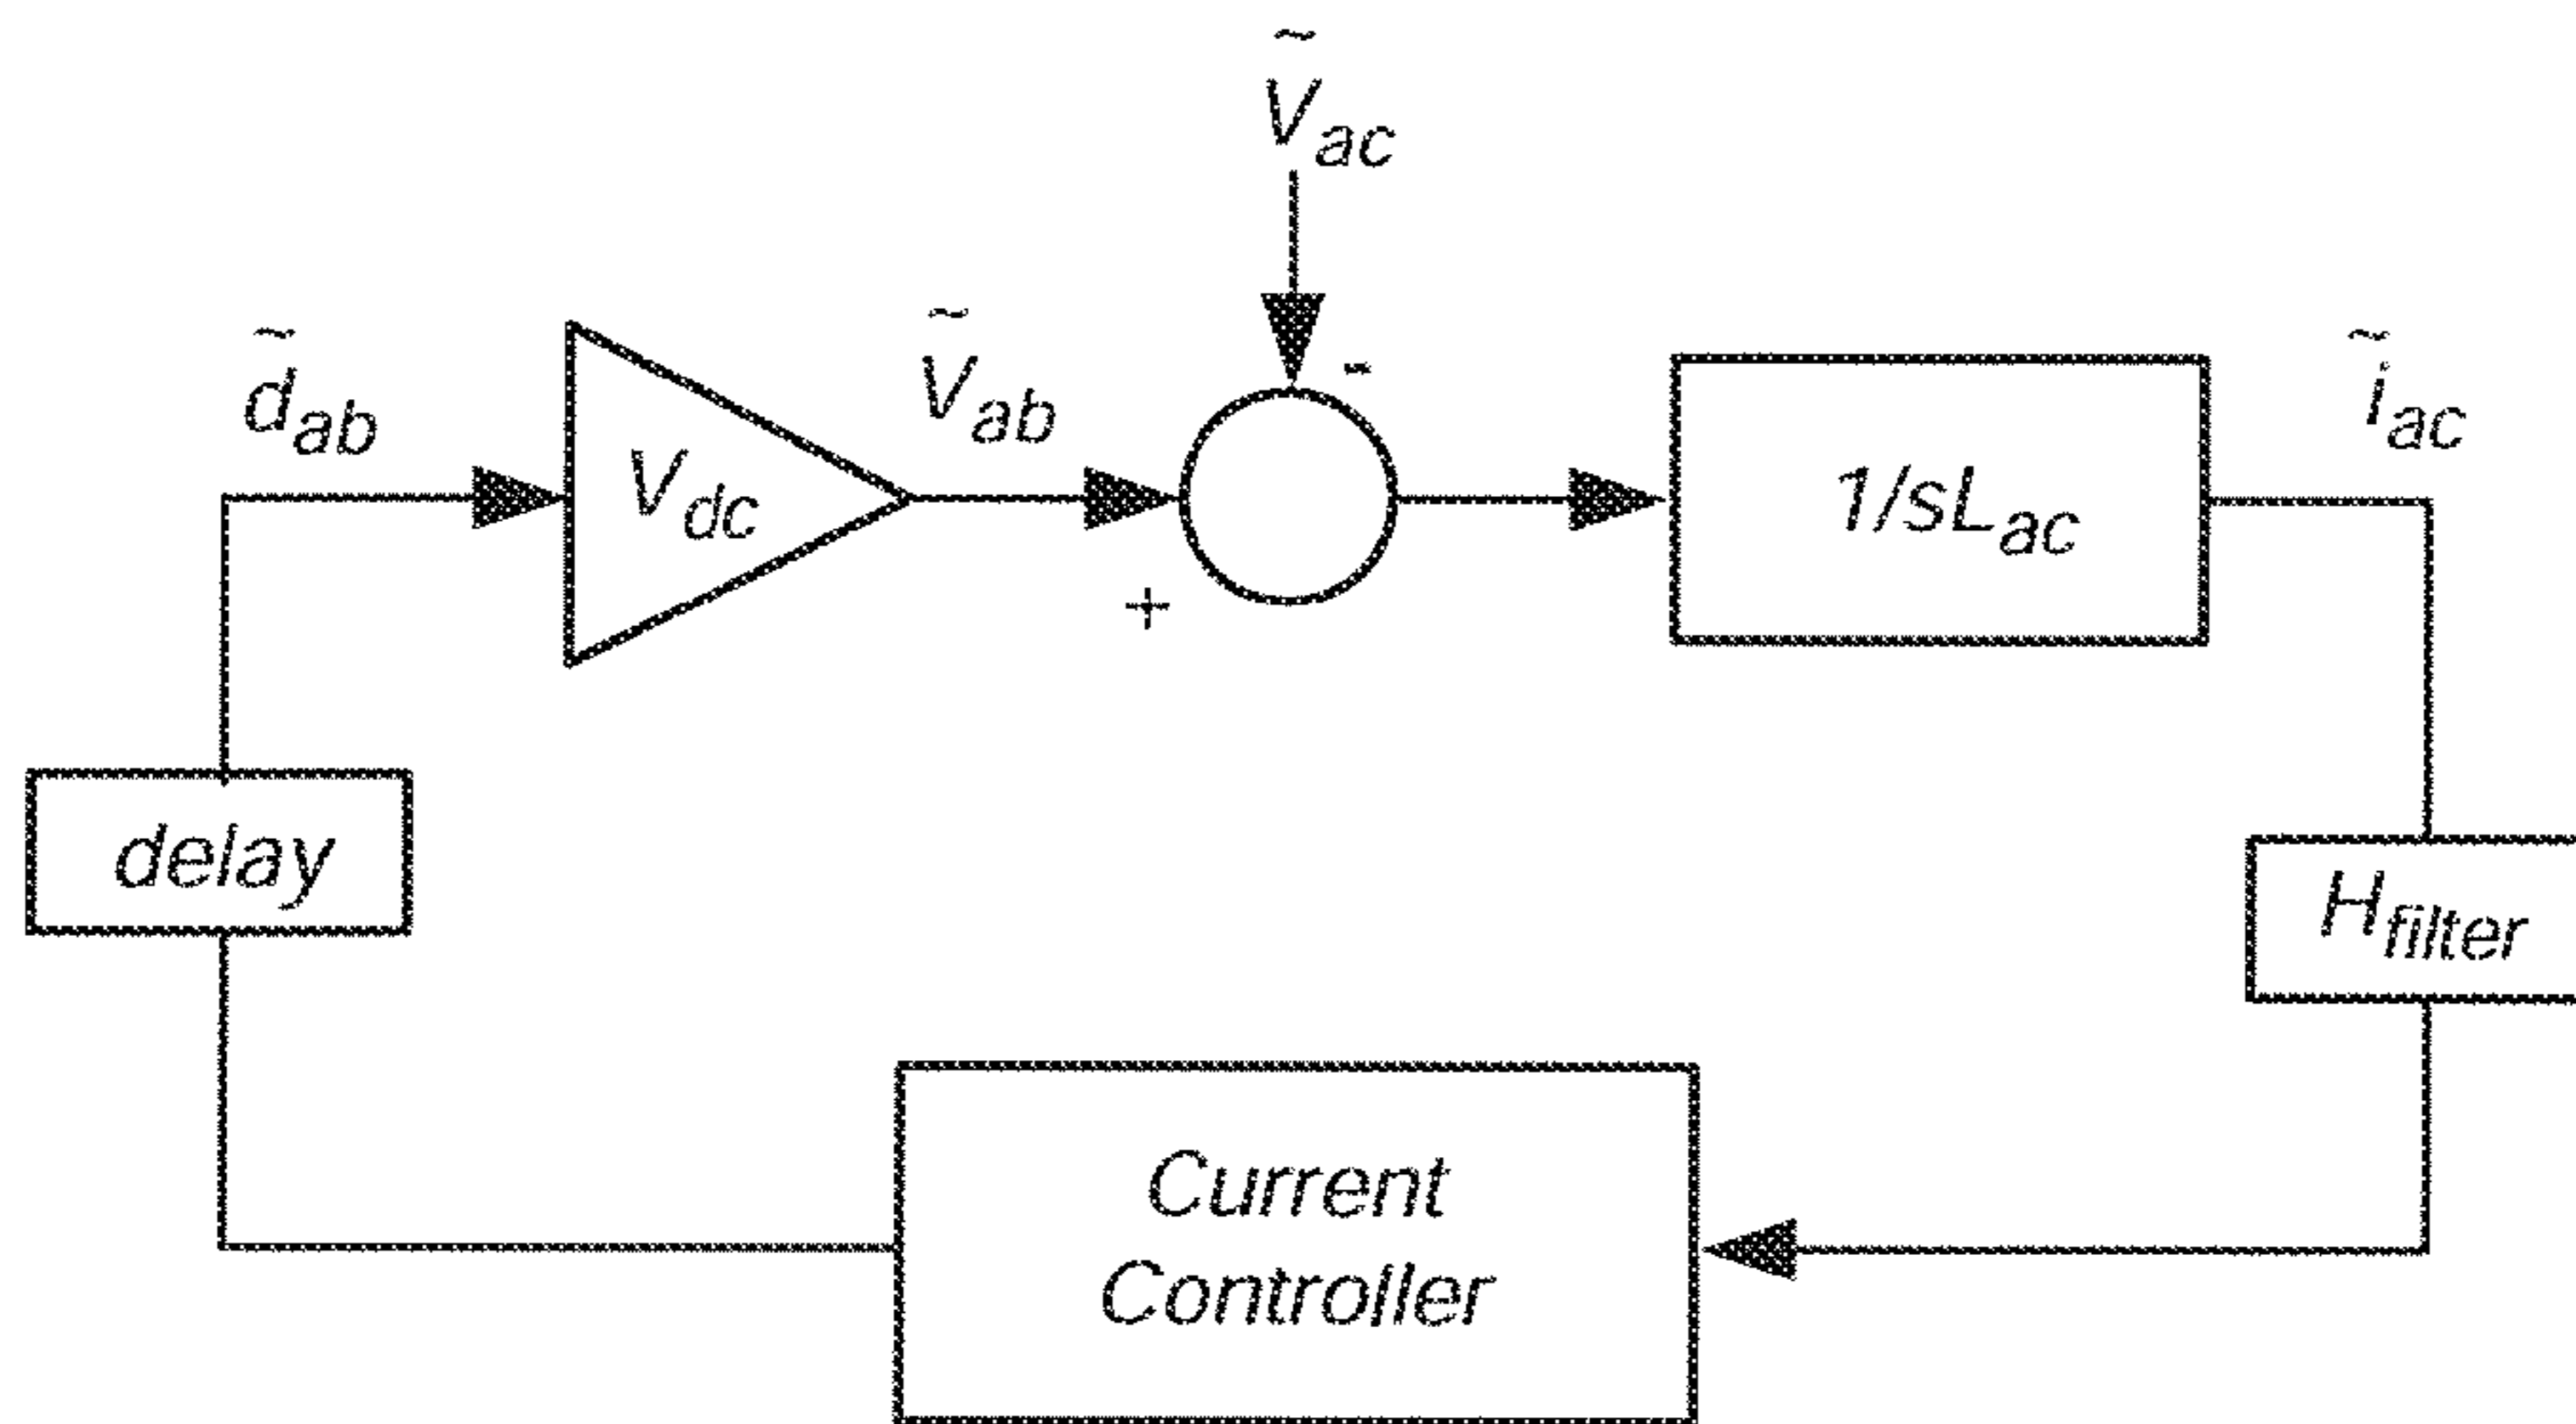 Ṽac
d̃ab
Vdc
Ṽab
+
-
1/sLac
ĩac
delay
Hfilter
Current
Controller